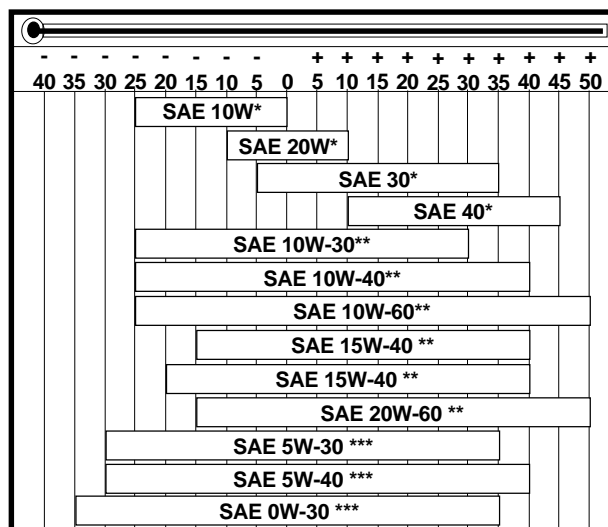 - - - - - - - - + + + + + + + + + +
40 35 30 25 20 15 10 5 0 5 10 15 20 25 30 35 40 45 50
SAE 10W*
SAE 20W*
SAE 30*
SAE 40*
SAE 10W-30**
SAE 10W-40**
SAE 10W-60**
SAE 15W-40 **
SAE 15W-40 **
SAE 20W-60 **
SAE 5W-30 ***
SAE 5W-40 ***
SAE 0W-30 ***